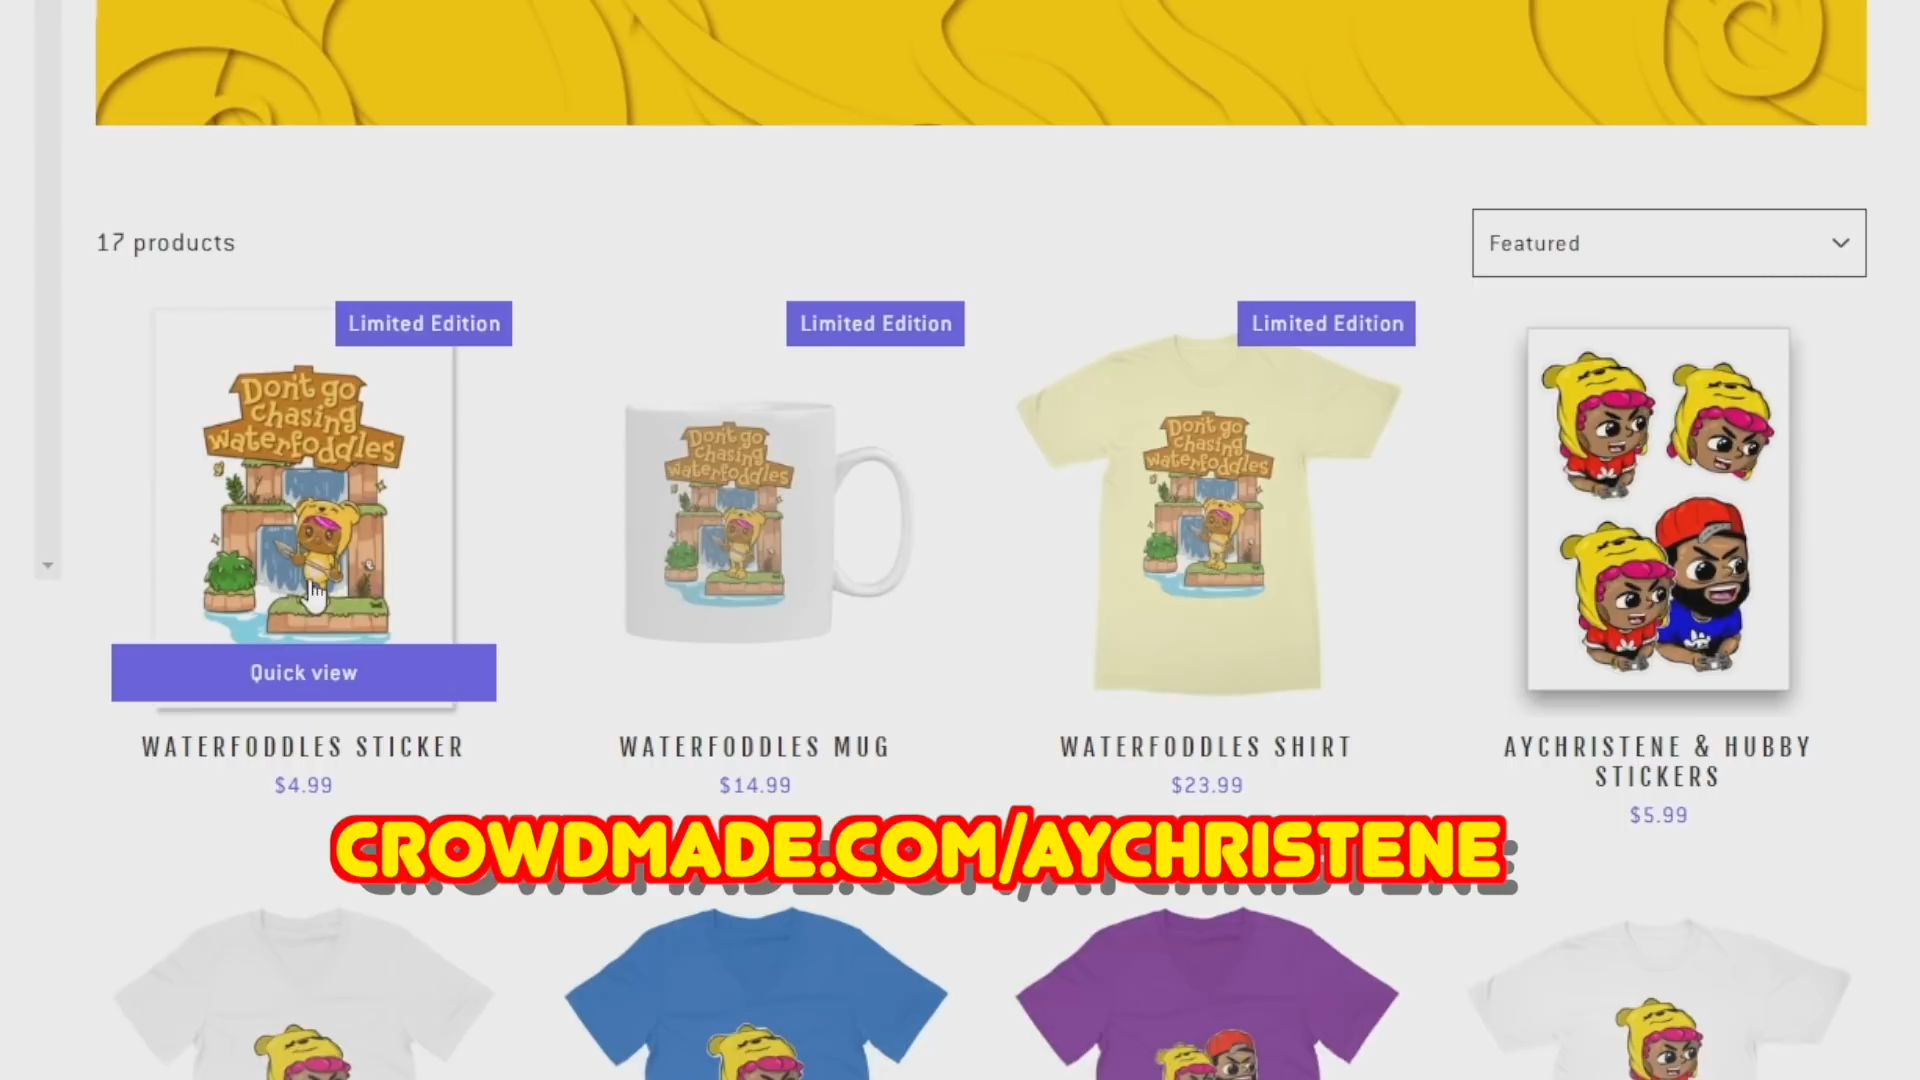 17 products
Featured
Limited Edition
Limited Edition
Limited Edition
Don't go
chasing
waterfoddles
Don't go
chasing
waterfoddles
Don't go
chasing
waterfoddles
Quick view
WATERFODDLES STICKER
$4.99
WATERFODDLES MUG
$14.99
WATERFODDLES SHIRT
$23.99
AYCHRISTENE & HUBBY
STICKERS
$5.99
CROWDMADE.COM/AYCHRISTENE